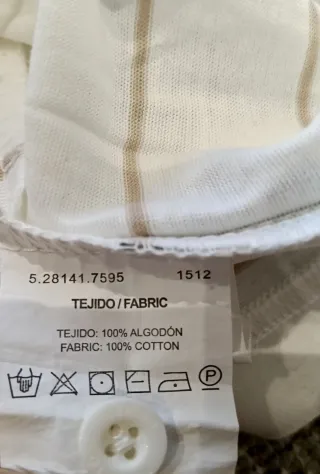 5.28141.7595 1512
TEJIDO/FABRIC
TEJIDO: 100% ALGODÓN
FABRIC: 100% COTTON
P